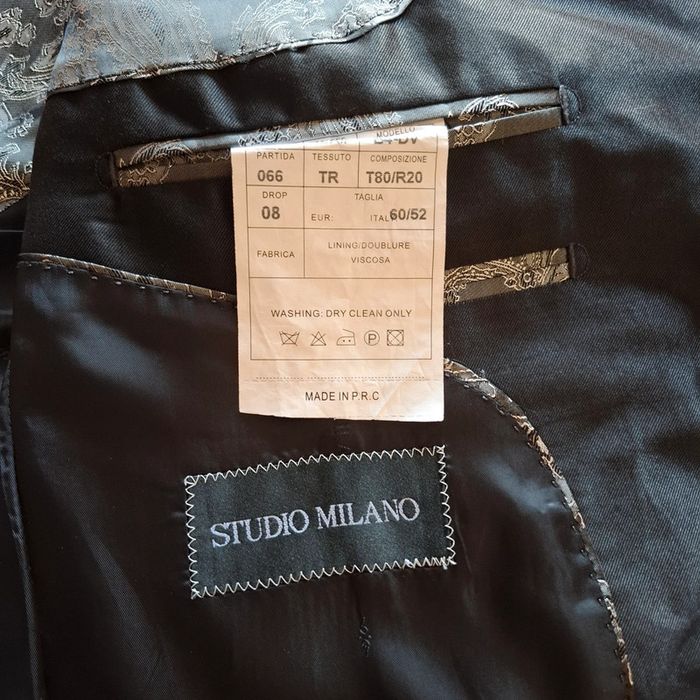 MODELLO
PARTIDA TESSUTO COMPOSIZIONE
066 TR T80/R20
DROP TAGLIA
08 EUR: ITAL 60/52
FABRICA LINING/DOUBLURE
VISCOSA
WASHING: DRY CLEAN ONLY
P
MADE IN P.R.C
STUDIO MILANO